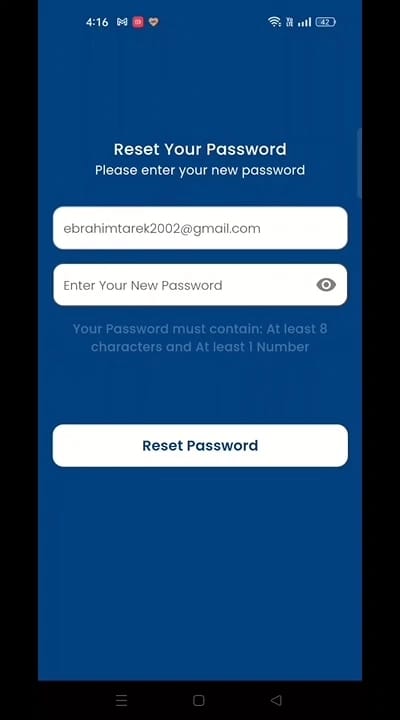 4:16
42
Reset Your Password
Please enter your new password
ebrahimtarek2002@gmail.com
Enter Your New Password
Your Password must contain: At least 8
characters and At least 1 Number
Reset Password